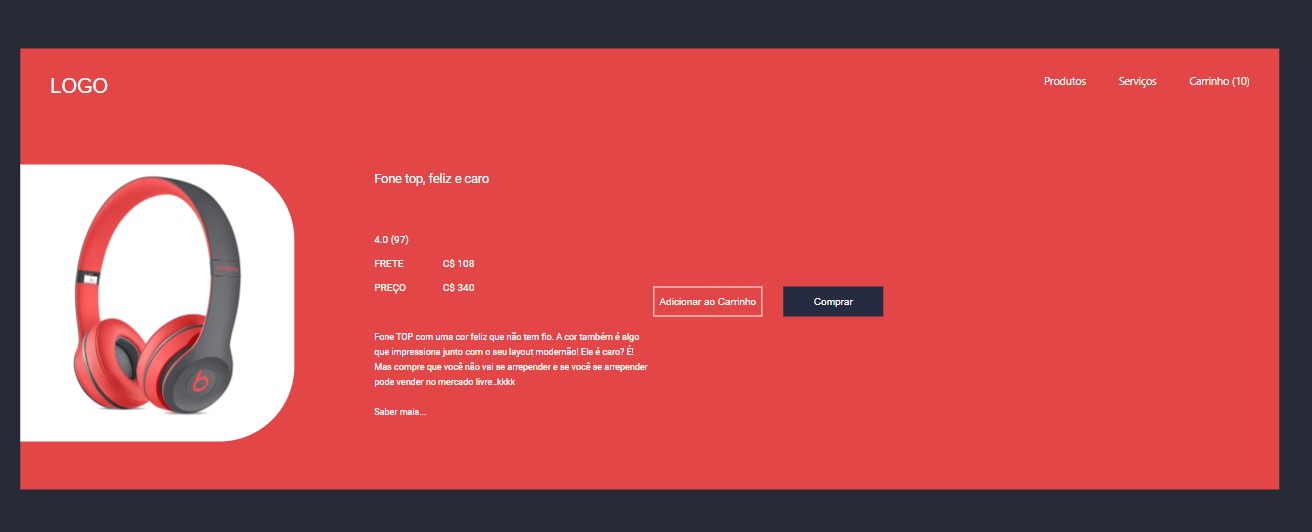 LOGO
Produtos Serviços Carrinho (10)
Fone top, feliz e caro
4.0 (97)
FRETE C$ 108
PREÇO C$ 340
Adicionar ao Carrinho Comprar
Fone TOP com uma cor feliz que não tem fio. A cor também é algo
que impressiona junto com o seu layout modernão! Ele é caro? É!
Mas compre que você não vai se arrepender e se você se arrepender
pode vender no mercado livre..kkkk
Saber mais...